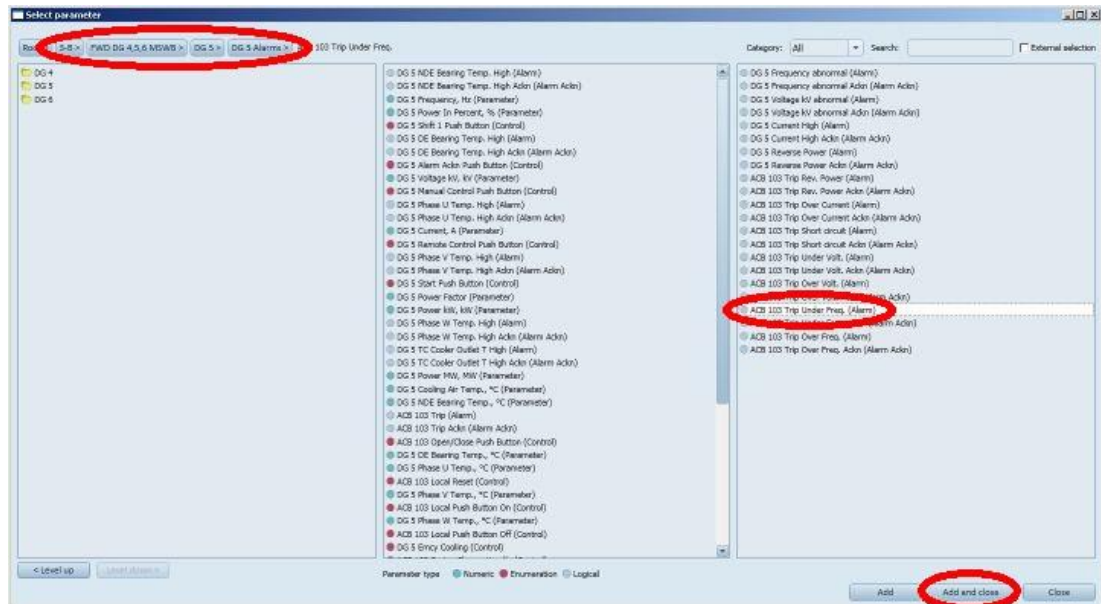 Select parameter
S-B > FWD DG 4,5,6 MSWB > DG 5 > DG 5 Alarms > 103 Trip Under Freq.
Category: All Search: External selection
DG 4
DG 5
DG 6
DG 5 NDE Bearing Temp. High (Alarm)
DG 5 NDE Bearing Temp. High Ackn (Alarm Ackn)
DG 5 Frequency, Hz (Parameter)
DG 5 Power In Percent, % (Parameter)
DG 5 Shift 1 Push Button (Control)
DG 5 DE Bearing Temp. High (Alarm)
DG 5 DE Bearing Temp. High Ackn (Alarm Ackn)
DG 5 Alarm Ackn Push Button (Control)
DG 5 Voltage kV, kV (Parameter)
DG 5 Manual Control Push Button (Control)
DG 5 Phase U Temp. High (Alarm)
DG 5 Phase U Temp. High Ackn (Alarm Ackn)
DG 5 Current, A (Parameter)
DG 5 Remote Control Push Button (Control)
DG 5 Phase V Temp. High (Alarm)
DG 5 Phase V Temp. High Ackn (Alarm Ackn)
DG 5 Start Push Button (Control)
DG 5 Power Factor (Parameter)
DG 5 Power kW, kW (Parameter)
DG 5 Phase W Temp. High (Alarm)
DG 5 Phase W Temp. High Ackn (Alarm Ackn)
DG 5 TC Cooler Outlet T High (Alarm)
DG 5 TC Cooler Outlet T High Ackn (Alarm Ackn)
DG 5 Power MW, MW (Parameter)
DG 5 Cooling Air Temp., °C (Parameter)
DG 5 NDE Bearing Temp., °C (Parameter)
ACB 103 Trip (Alarm)
ACB 103 Trip Ackn (Alarm Ackn)
ACB 103 Open/Close Push Button (Control)
DG 5 DE Bearing Temp., °C (Parameter)
DG 5 Phase U Temp., °C (Parameter)
ACB 103 Local Reset (Control)
DG 5 Phase V Temp., °C (Parameter)
ACB 103 Local Push Button On (Control)
DG 5 Phase W Temp., °C (Parameter)
ACB 103 Local Push Button Off (Control)
DG 5 Emcy Cooling (Control)
DG 5 Frequency abnormal (Alarm)
DG 5 Frequency abnormal Ackn (Alarm Ackn)
DG 5 Voltage kV abnormal (Alarm)
DG 5 Voltage kV abnormal Ackn (Alarm Ackn)
DG 5 Current High (Alarm)
DG 5 Current High Ackn (Alarm Ackn)
DG 5 Reverse Power (Alarm)
DG 5 Reverse Power Ackn (Alarm Ackn)
ACB 103 Trip Rev. Power (Alarm)
ACB 103 Trip Rev. Power Ackn (Alarm Ackn)
ACB 103 Trip Over Current (Alarm)
ACB 103 Trip Over Current Ackn (Alarm Ackn)
ACB 103 Trip Short circuit (Alarm)
ACB 103 Trip Short circuit Ackn (Alarm Ackn)
ACB 103 Trip Under Volt. (Alarm)
ACB 103 Trip Under Volt. Ackn (Alarm Ackn)
ACB 103 Trip Over Volt. (Alarm)
Ackn)
ACB 103 Trip Under Freq. (Alarm)
Ackn)
ACB 103 Trip Over Freq. (Alarm)
ACB 103 Trip Over Freq. Ackn (Alarm Ackn)
< Level up
Parameter type Numeric Enumeration Logical
Add Add and close Close